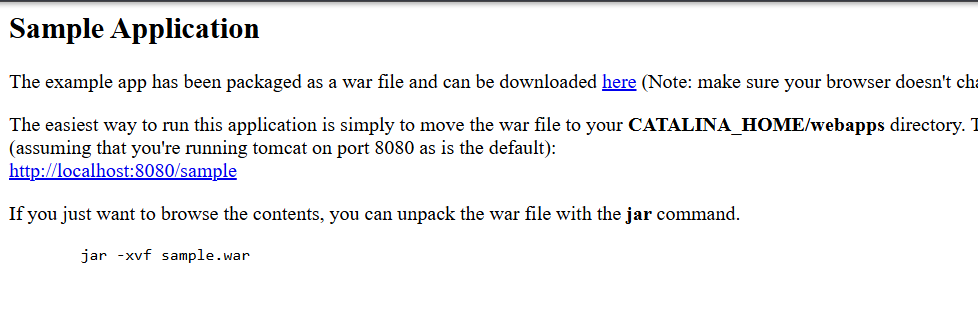 Sample Application
The example app has been packaged as a war file and can be downloaded here (Note: make sure your browser doesn't
The easiest way to run this application is simply to move the war file to your CATALINA_HOME/webapps directory.
(assuming that you're running tomcat on port 8080 as is the default):
http://localhost:8080/sample
If you just want to browse the contents, you can unpack the war file with the jar command.
jar -xvf sample.war